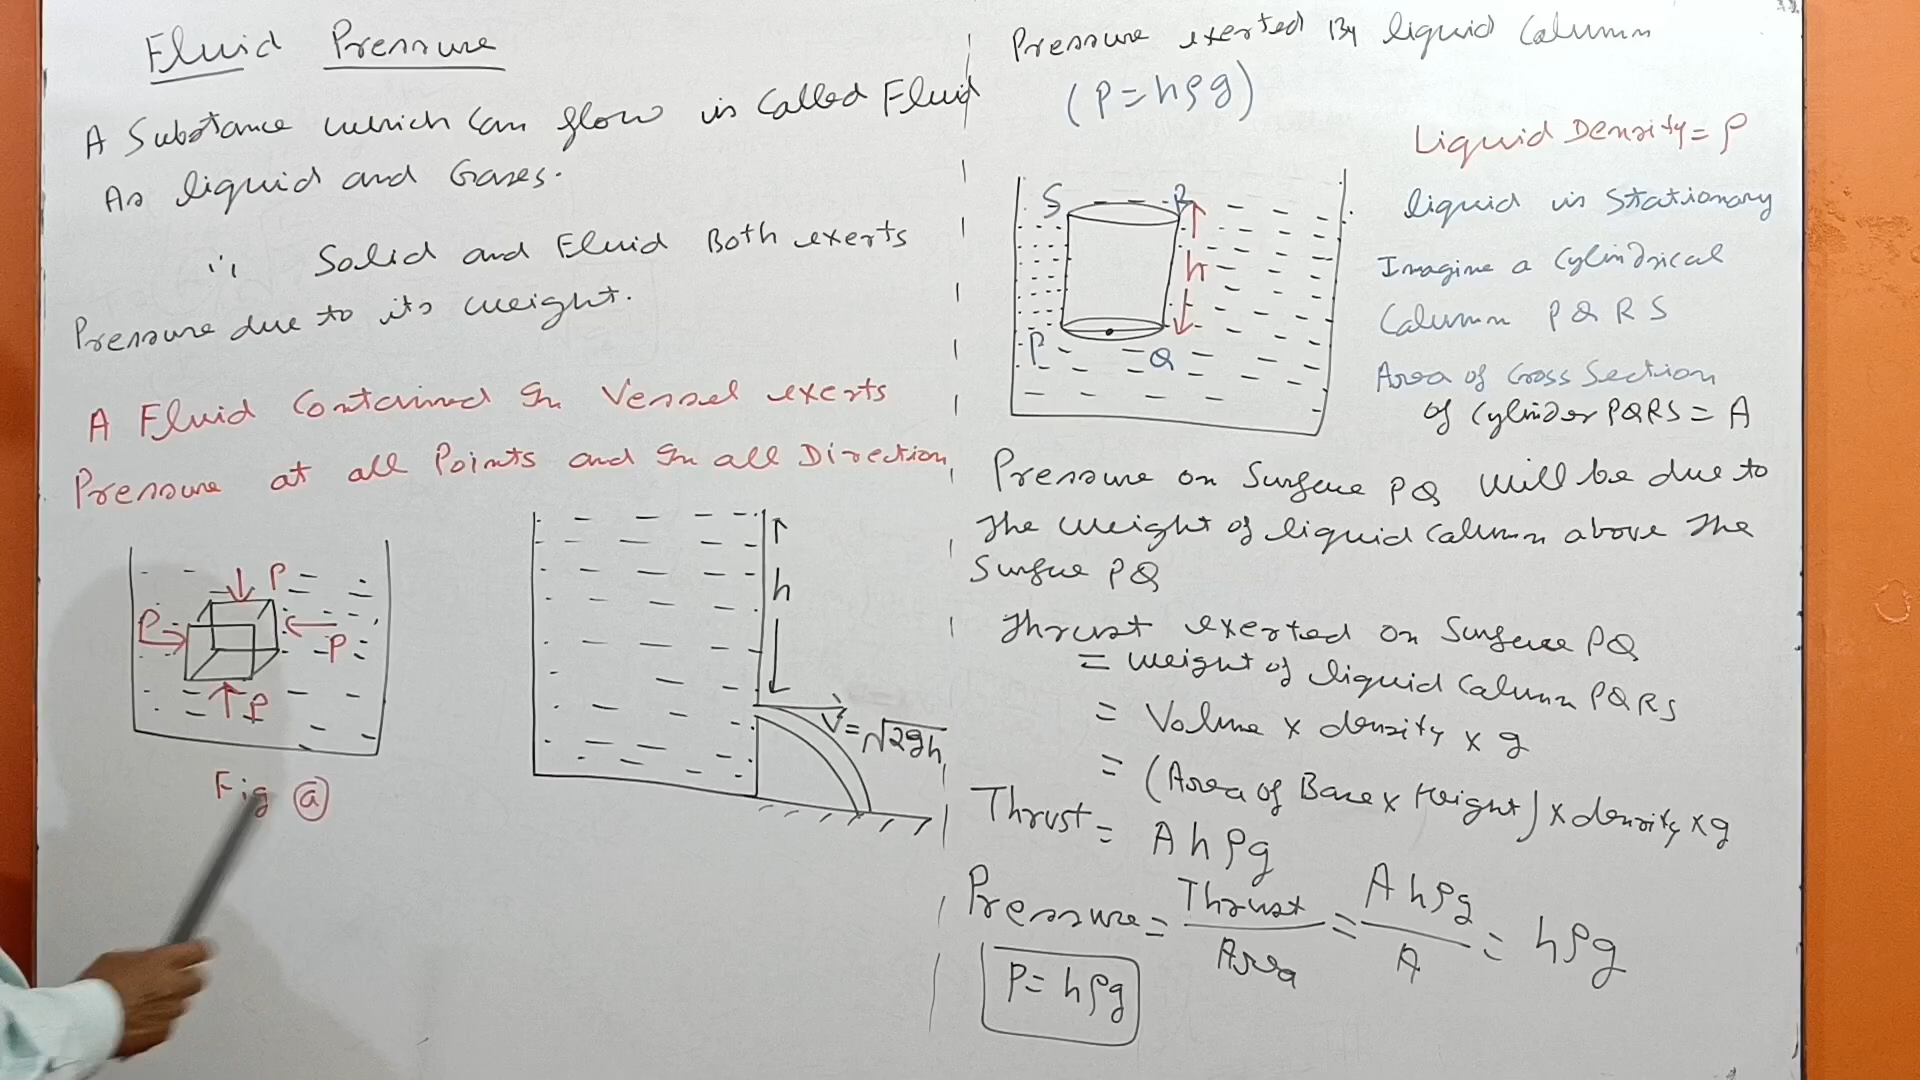 Fluid Pressure
A Substance which can flow is called Fluid
As liquid and Gases.
∵ Solid and Fluid Both exerts
Pressure due to its weight.
A Fluid Contained In Vessel exerts
Pressure at all Points and In all Direction
P
P
P
P
Fig (a)
h
V = √2gh
Pressure exerted By liquid Column
(P = hρg)
Liquid Density = ρ
liquid is Stationary
Imagine a Cylindrical
Column PQRS
Area of Cross Section
of Cylinder PQRS = A
S R
h
P Q
Pressure on Surface PQ will be due to
the weight of liquid Column above the
Surface PQ
Thrust exerted on Surface PQ
= weight of liquid Column PQRS
= Volume × density × g
= (Area of Base × Height) × density × g
Thrust = Ahρg
Pressure = Thrust / Area = Ahρg / A = hρg
P = hρg